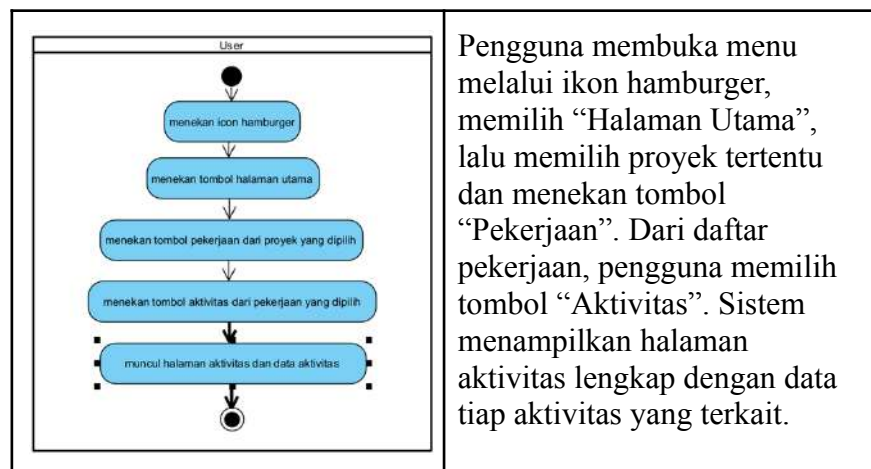 User
menekan icon hamburger
menekan tombol halaman utama
menekan tombol pekerjaan dari proyek yang dipilih
menekan tombol aktivitas dari pekerjaan yang dipilih
muncul halaman aktivitas dan data aktivitas
Pengguna membuka menu
melalui ikon hamburger,
memilih “Halaman Utama”,
lalu memilih proyek tertentu
dan menekan tombol
“Pekerjaan”. Dari daftar
pekerjaan, pengguna memilih
tombol “Aktivitas”. Sistem
menampilkan halaman
aktivitas lengkap dengan data
tiap aktivitas yang terkait.